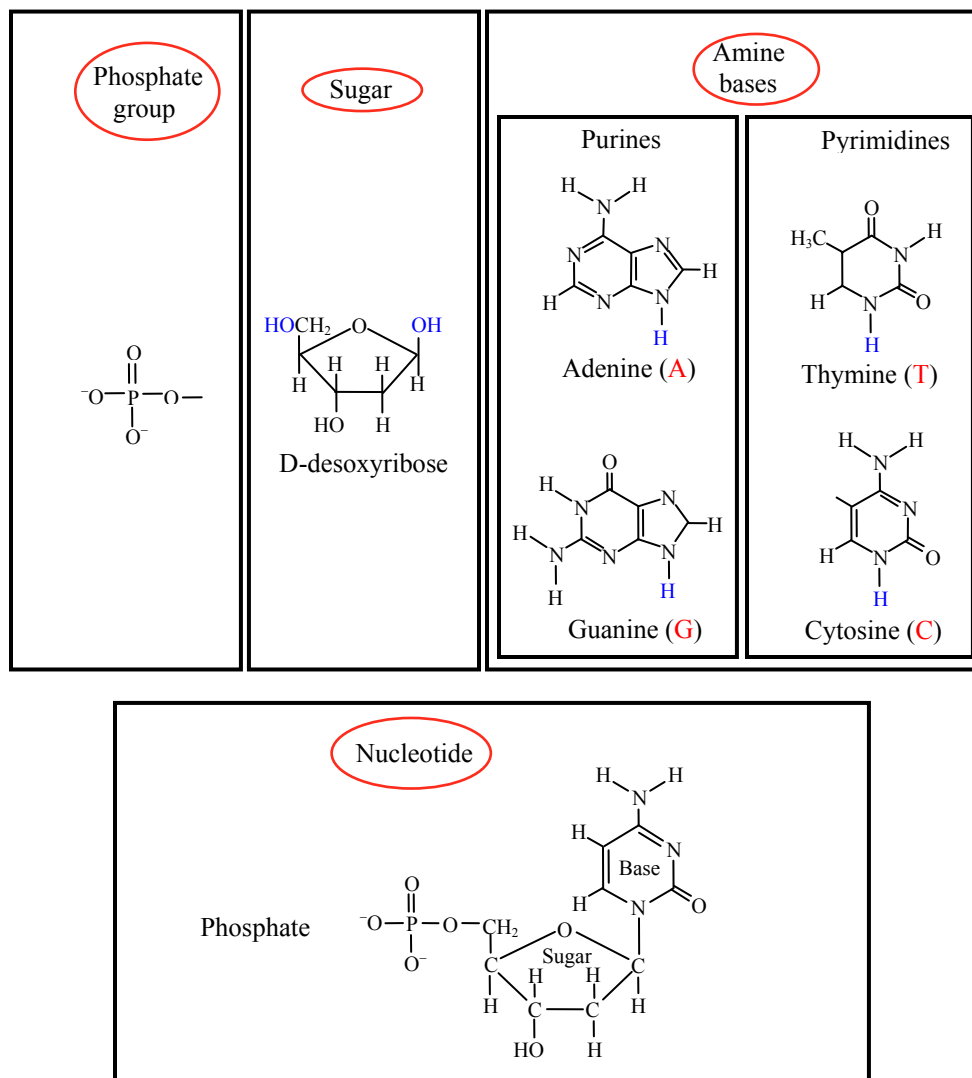 Phosphate
group
Sugar
Amine
bases
Purines
Pyrimidines
H H
N
N N
H
H N N
H
Adenine (A)
O
H3C H
N
H N O
H
Thymine (T)
HOCH2 O OH
H H
H H
HO H
D-desoxyribose
O
⁻O P O
O⁻
O
H N N
H H
N N N
H H
Guanine (G)
H H
N
N
H N O
H
Cytosine (C)
Nucleotide
H H
N
H
N
Base
H N O
O
⁻O P O CH2 O
O⁻
Phosphate
Sugar
C H H C
H C C H
HO H